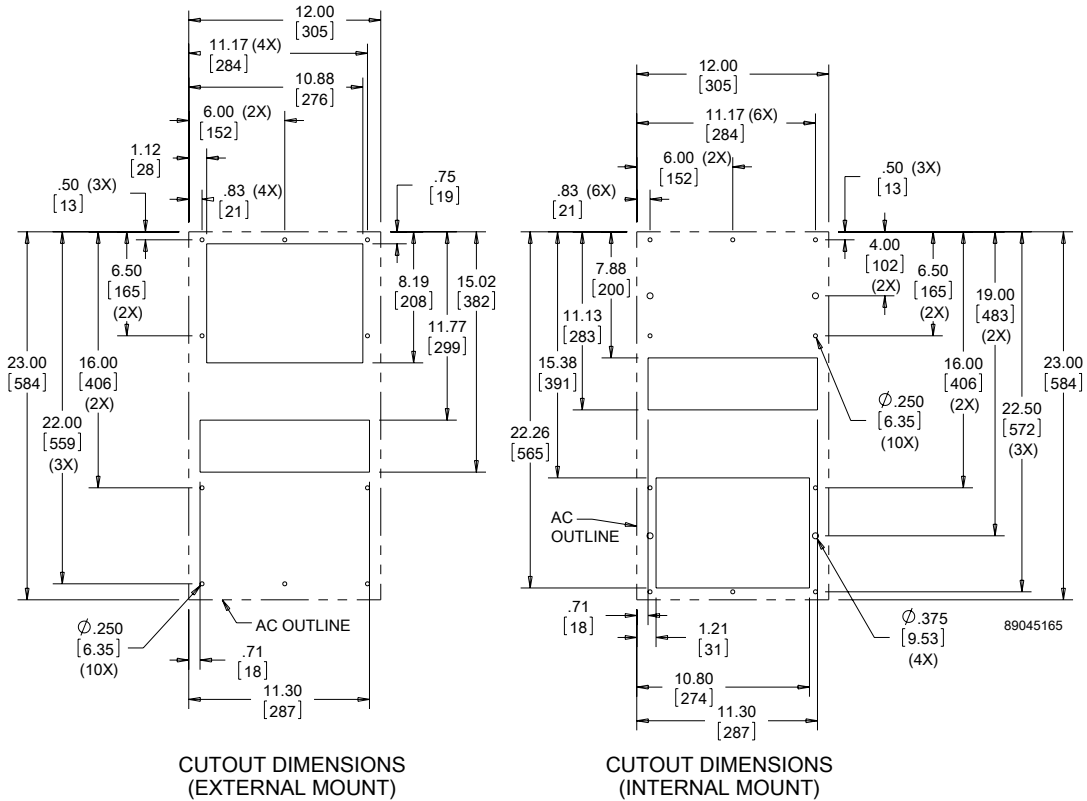 12.00
[305]
11.17 (4X)
[284]
10.88
[276]
6.00 (2X)
[152]
1.12
[28]
.50 (3X)
[13]
.83 (4X)
[21]
.75
[19]
6.50
[165]
(2X)
8.19
[208]
15.02
[382]
11.77
[299]
23.00
[584]
16.00
[406]
(2X)
22.00
[559]
(3X)
Ø.250
[6.35]
(10X)
AC OUTLINE
.71
[18]
11.30
[287]
CUTOUT DIMENSIONS
(EXTERNAL MOUNT)
12.00
[305]
11.17 (6X)
[284]
6.00 (2X)
[152]
.83 (6X)
[21]
.50 (3X)
[13]
7.88
[200]
4.00
[102]
(2X)
6.50
[165]
(2X)
11.13
[283]
19.00
[483]
(2X)
15.38
[391]
16.00
[406]
(2X)
23.00
[584]
Ø.250
[6.35]
(10X)
22.50
[572]
(3X)
22.26
[565]
AC
OUTLINE
.71
[18]
1.21
[31]
Ø.375
[9.53]
(4X)
89045165
10.80
[274]
11.30
[287]
CUTOUT DIMENSIONS
(INTERNAL MOUNT)